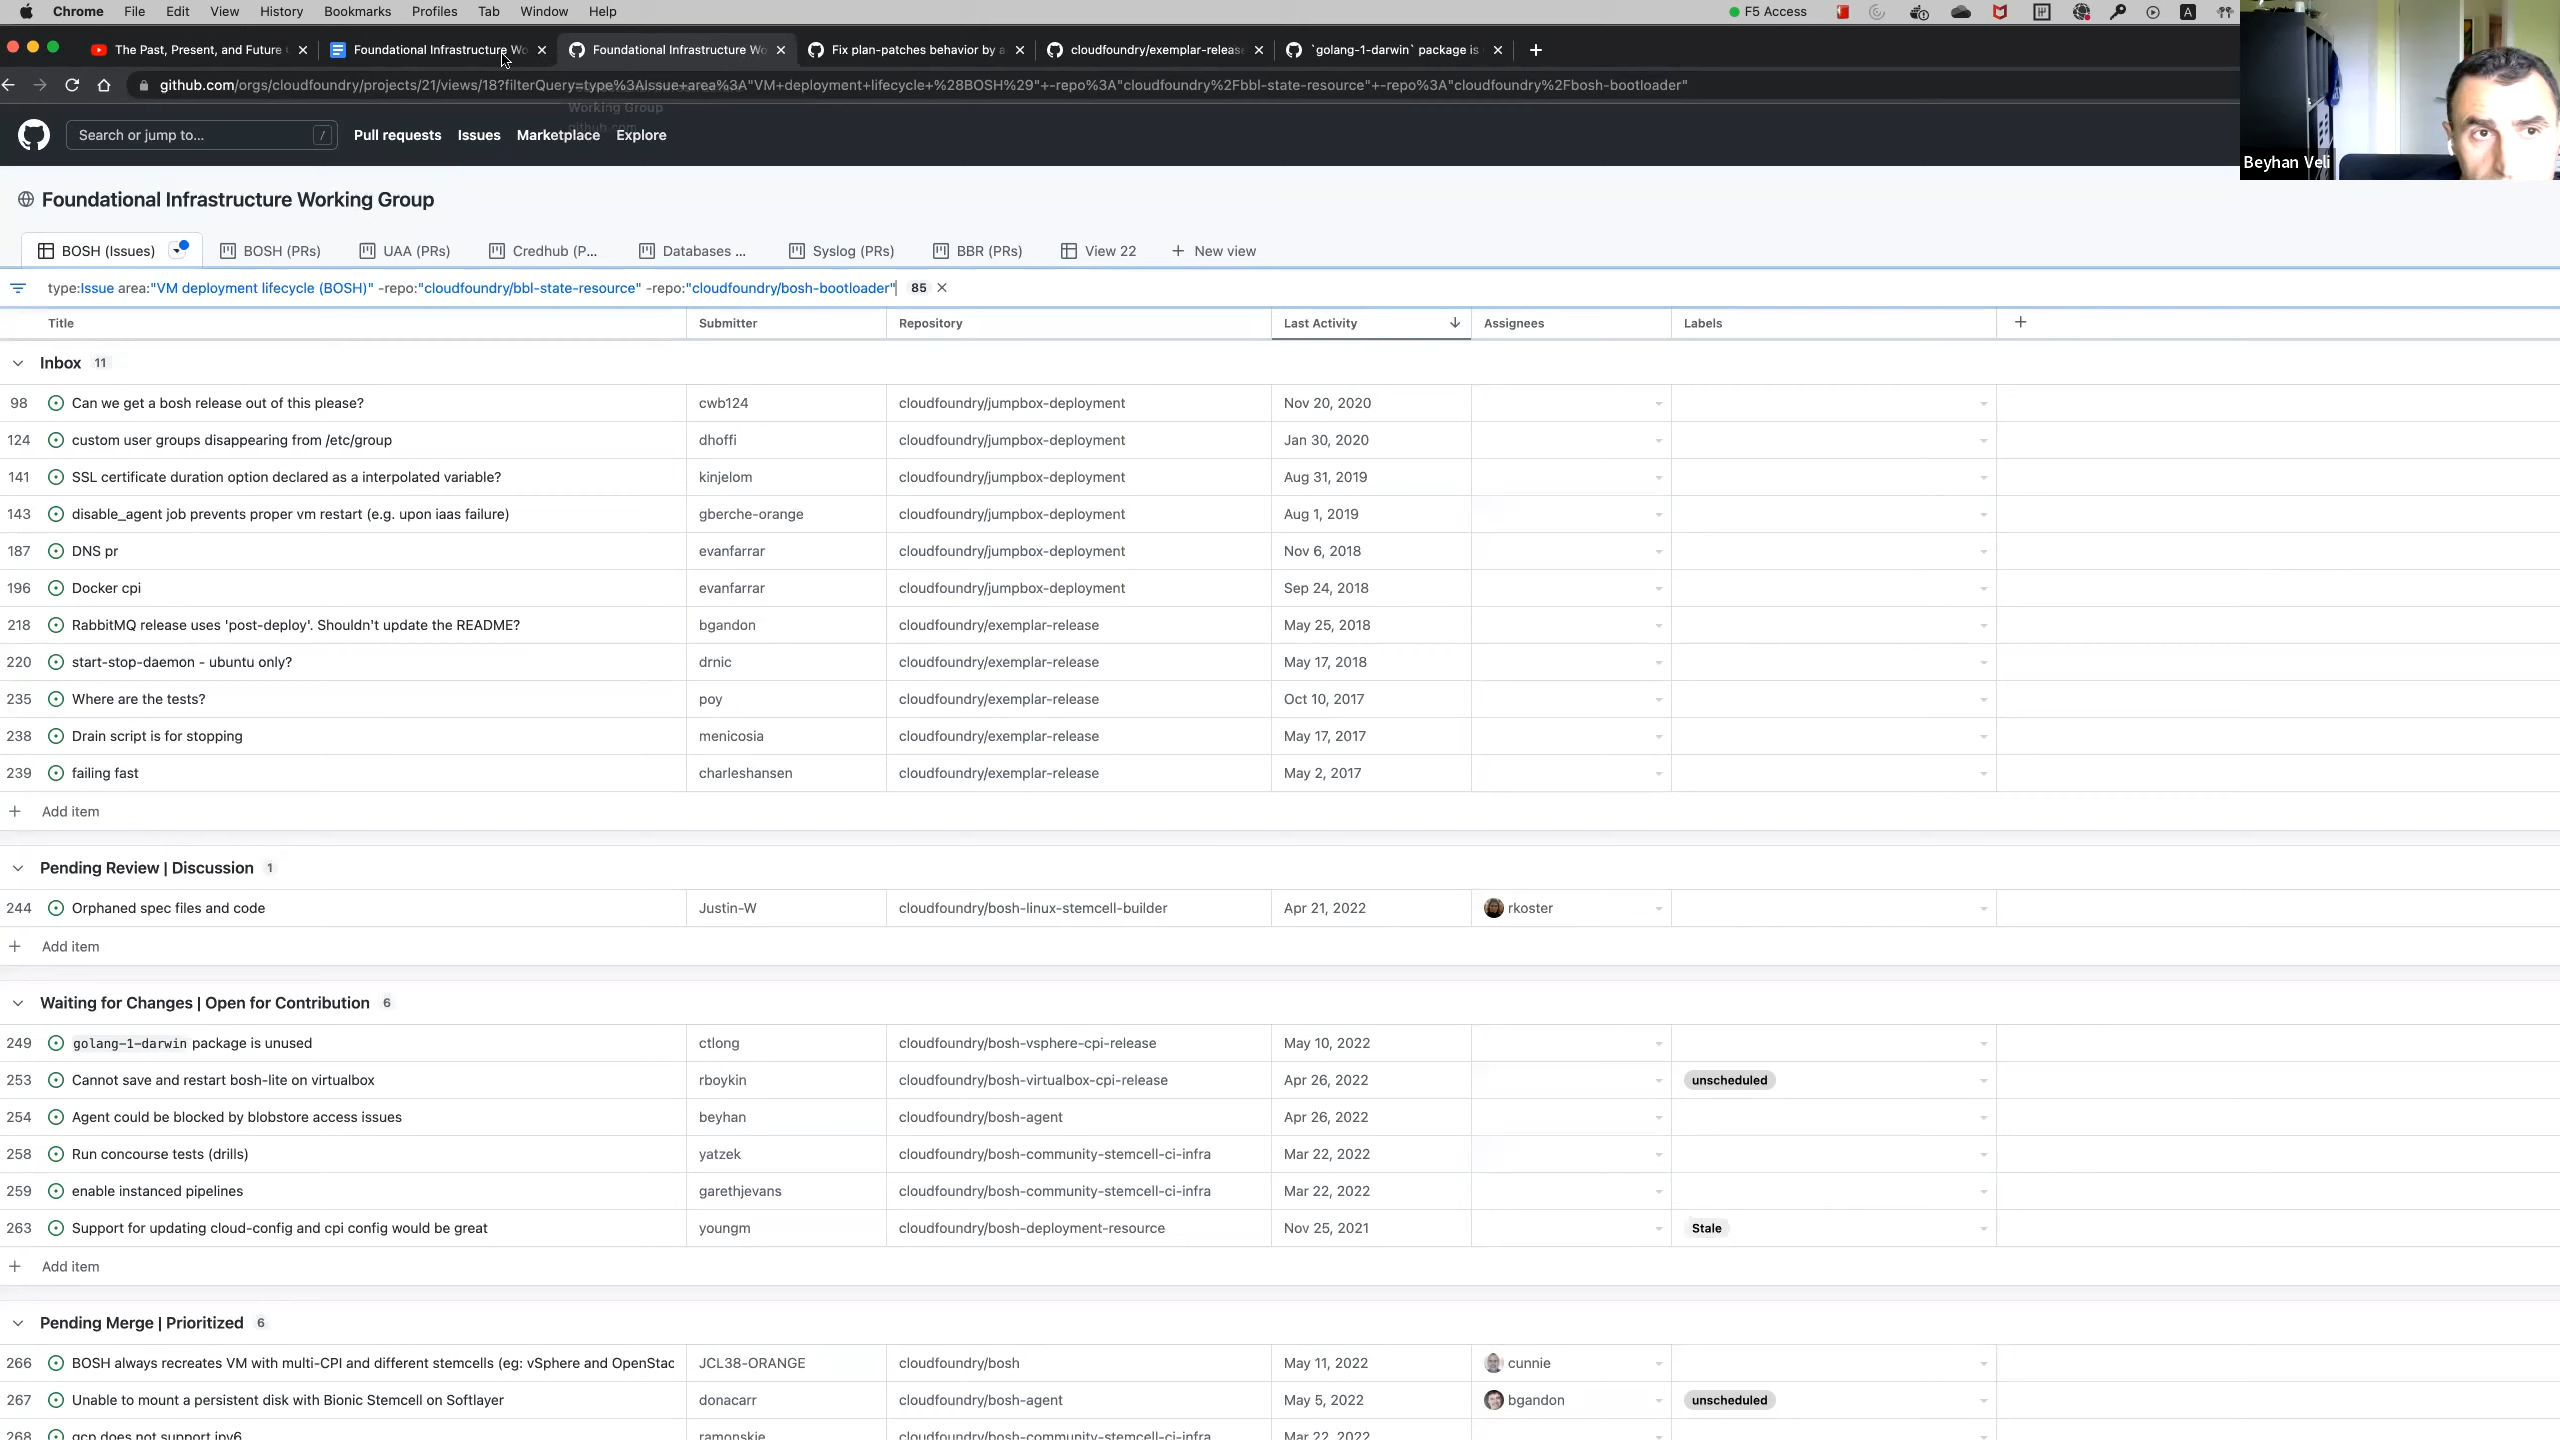 Chrome File Edit View History Bookmarks Profiles Tab Window Help F5 Access
The Past, Present, and Future Foundational Infrastructure Wo Foundational Infrastructure Wo Fix plan-patches behavior by a cloudfoundry/exemplar-release `golang-1-darwin` package is
github.com/orgs/cloudfoundry/projects/21/views/18?filterQuery=type%3AIssue+area%3A"VM+deployment+lifecycle+%28BOSH%29"+-repo%3A"cloudfoundry%2Fbbl-state-resource"+-repo%3A"cloudfoundry%2Fbosh-bootloader"
Working Group
github.com
Search or jump to... / Pull requests Issues Marketplace Explore
Beyhan Veli
Foundational Infrastructure Working Group
BOSH (Issues) BOSH (PRs) UAA (PRs) Credhub (P... Databases ... Syslog (PRs) BBR (PRs) View 22 New view
type:Issue area:"VM deployment lifecycle (BOSH)" -repo:"cloudfoundry/bbl-state-resource" -repo:"cloudfoundry/bosh-bootloader" 85
Title Submitter Repository Last Activity Assignees Labels
Inbox 11
98 Can we get a bosh release out of this please? cwb124 cloudfoundry/jumpbox-deployment Nov 20, 2020
124 custom user groups disappearing from /etc/group dhoffi cloudfoundry/jumpbox-deployment Jan 30, 2020
141 SSL certificate duration option declared as a interpolated variable? kinjelom cloudfoundry/jumpbox-deployment Aug 31, 2019
143 disable_agent job prevents proper vm restart (e.g. upon iaas failure) gberche-orange cloudfoundry/jumpbox-deployment Aug 1, 2019
187 DNS pr evanfarrar cloudfoundry/jumpbox-deployment Nov 6, 2018
196 Docker cpi evanfarrar cloudfoundry/jumpbox-deployment Sep 24, 2018
218 RabbitMQ release uses 'post-deploy'. Shouldn't update the README? bgandon cloudfoundry/exemplar-release May 25, 2018
220 start-stop-daemon - ubuntu only? drnic cloudfoundry/exemplar-release May 17, 2018
235 Where are the tests? poy cloudfoundry/exemplar-release Oct 10, 2017
238 Drain script is for stopping menicosia cloudfoundry/exemplar-release May 17, 2017
239 failing fast charleshansen cloudfoundry/exemplar-release May 2, 2017
Add item
Pending Review | Discussion 1
244 Orphaned spec files and code Justin-W cloudfoundry/bosh-linux-stemcell-builder Apr 21, 2022 rkoster
Add item
Waiting for Changes | Open for Contribution 6
249 golang-1-darwin package is unused ctlong cloudfoundry/bosh-vsphere-cpi-release May 10, 2022
253 Cannot save and restart bosh-lite on virtualbox rboykin cloudfoundry/bosh-virtualbox-cpi-release Apr 26, 2022 unscheduled
254 Agent could be blocked by blobstore access issues beyhan cloudfoundry/bosh-agent Apr 26, 2022
258 Run concourse tests (drills) yatzek cloudfoundry/bosh-community-stemcell-ci-infra Mar 22, 2022
259 enable instanced pipelines garethjevans cloudfoundry/bosh-community-stemcell-ci-infra Mar 22, 2022
263 Support for updating cloud-config and cpi config would be great youngm cloudfoundry/bosh-deployment-resource Nov 25, 2021 Stale
Add item
Pending Merge | Prioritized 6
266 BOSH always recreates VM with multi-CPI and different stemcells (eg: vSphere and OpenStac JCL38-ORANGE cloudfoundry/bosh May 11, 2022 cunnie
267 Unable to mount a persistent disk with Bionic Stemcell on Softlayer donacarr cloudfoundry/bosh-agent May 5, 2022 bgandon unscheduled
268 gcp does not support ipv6 ramonskie cloudfoundry/bosh-community-stemcell-ci-infra Mar 22, 2022